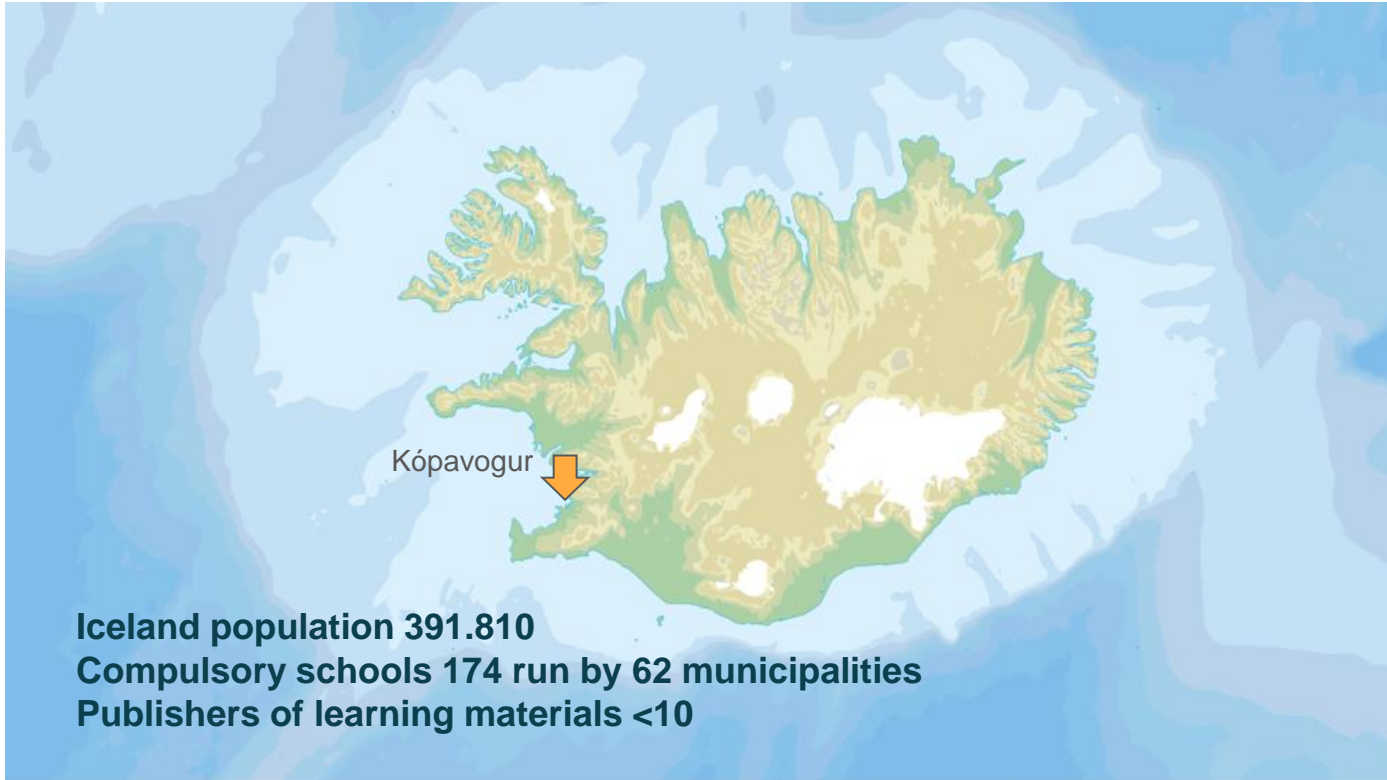 Kópavogur
Iceland population 391.810
Compulsory schools 174 run by 62 municipalities
Publishers of learning materials <10